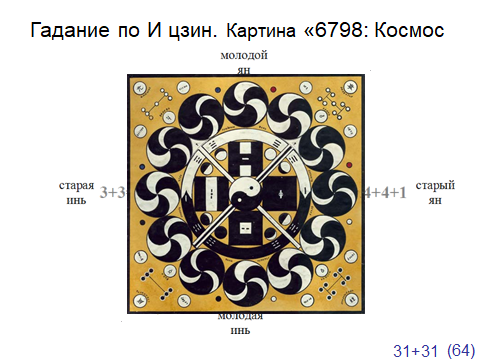 Гадание по И цзин. Картина «6798: Космос
молодой
ян
старая
инь
3+3
4+4+1
старый
ян
молодая
инь
31+31 (64)